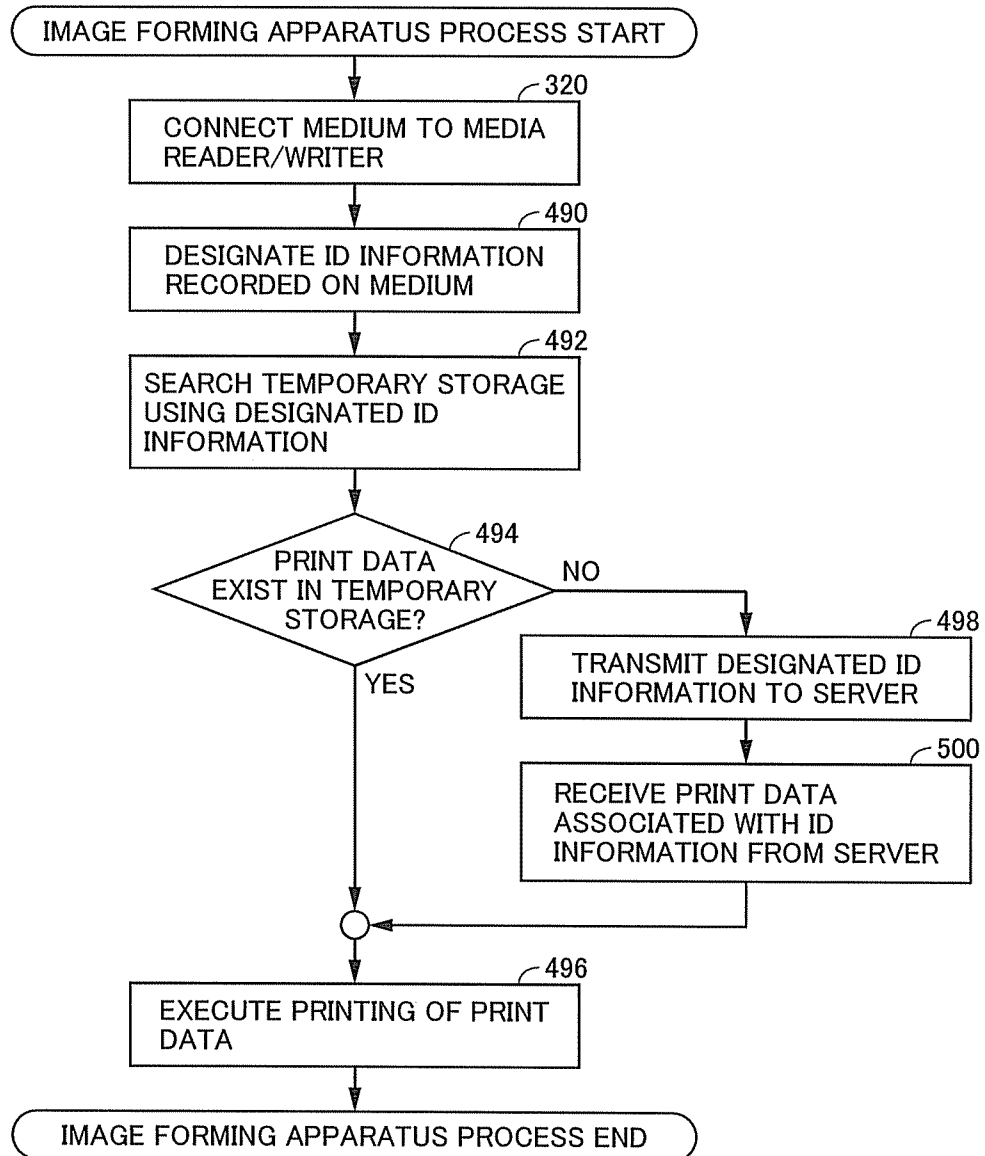 IMAGE FORMING APPARATUS PROCESS START
320
CONNECT MEDIUM TO MEDIA
READER/WRITER
490
DESIGNATE ID INFORMATION
RECORDED ON MEDIUM
492
SEARCH TEMPORARY STORAGE
USING DESIGNATED ID
INFORMATION
494
PRINT DATA
EXIST IN TEMPORARY
STORAGE?
NO
YES
498
TRANSMIT DESIGNATED ID
INFORMATION TO SERVER
500
RECEIVE PRINT DATA
ASSOCIATED WITH ID
INFORMATION FROM SERVER
496
EXECUTE PRINTING OF PRINT
DATA
IMAGE FORMING APPARATUS PROCESS END